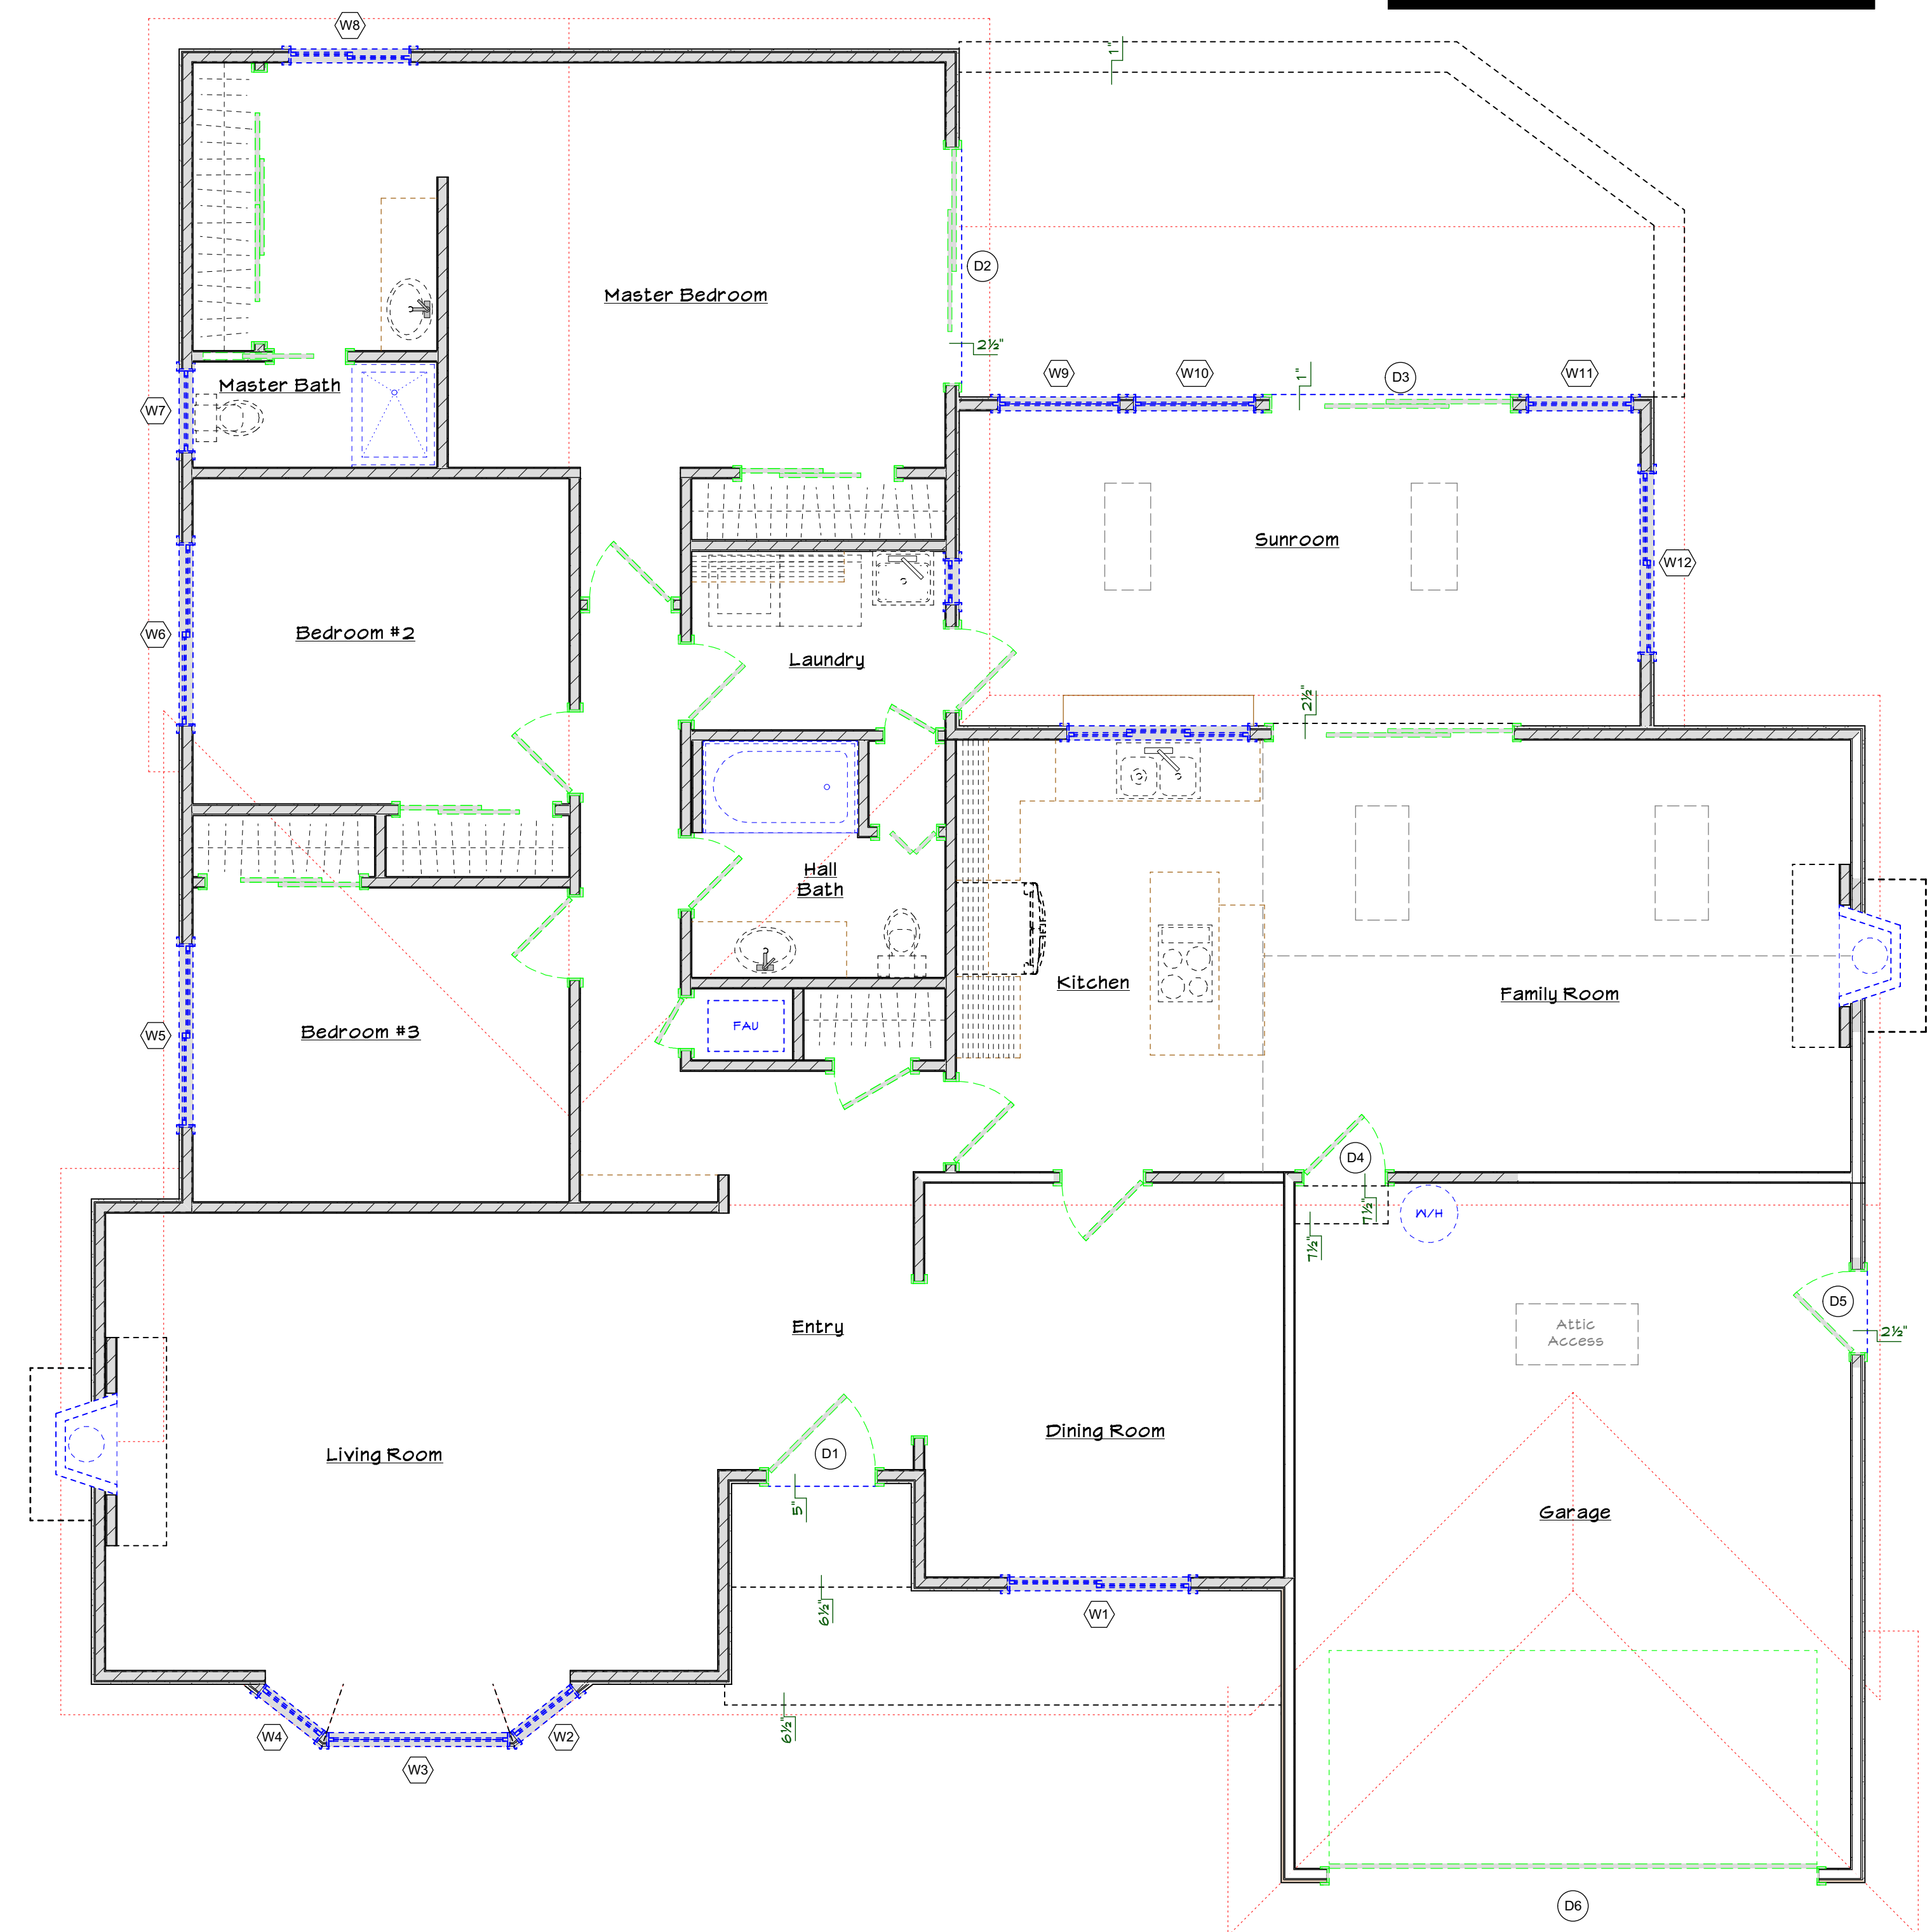 W8
1"
Master Bedroom
D2
2½"
Master Bath
W7
W9
W10
1"
D3
W11
Sunroom
W12
W6
Bedroom #2
Laundry
2½"
Hall
Bath
Kitchen
Family Room
W5
Bedroom #3
FAU
D4
7½"
W/H
7½"
Entry
Attic
Access
D5
2½"
Living Room
D1
Dining Room
5"
Garage
6½"
W1
6½"
W4
W2
W3
D6